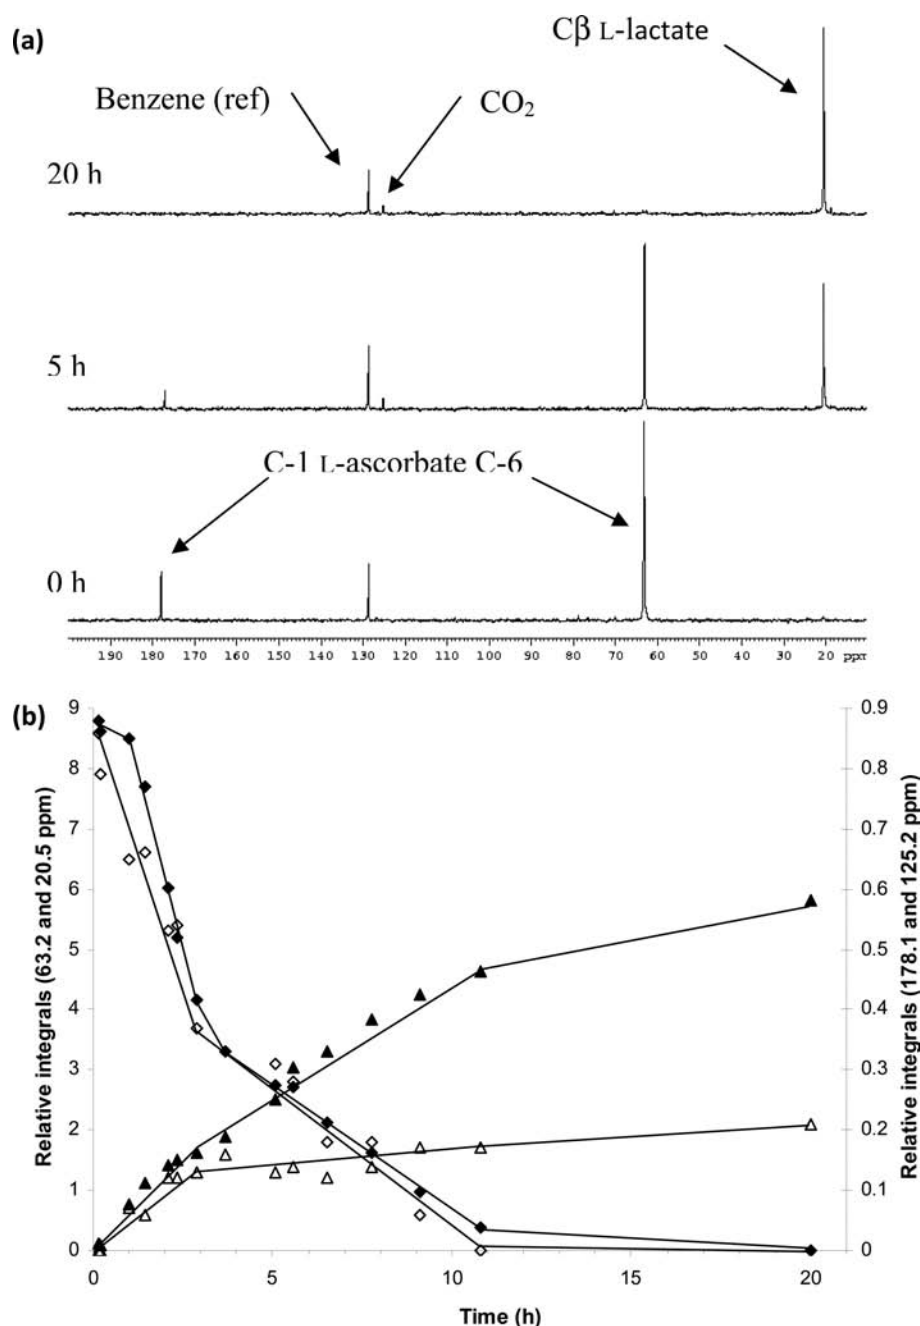 (a)
Cβ L-lactate
Benzene (ref)
CO₂
20 h
5 h
C-1 L-ascorbate C-6
0 h
190 180 170 160 150 140 130 120 110 100 90 80 70 60 50 40 30 20 ppm
(b)
Relative integrals (63.2 and 20.5 ppm)
9
8
7
6
5
4
3
2
1
0
0.9
0.8
0.7
0.6
0.5
0.4
0.3
0.2
0.1
0
Relative integrals (178.1 and 125.2 ppm)
0 5 10 15 20
Time (h)